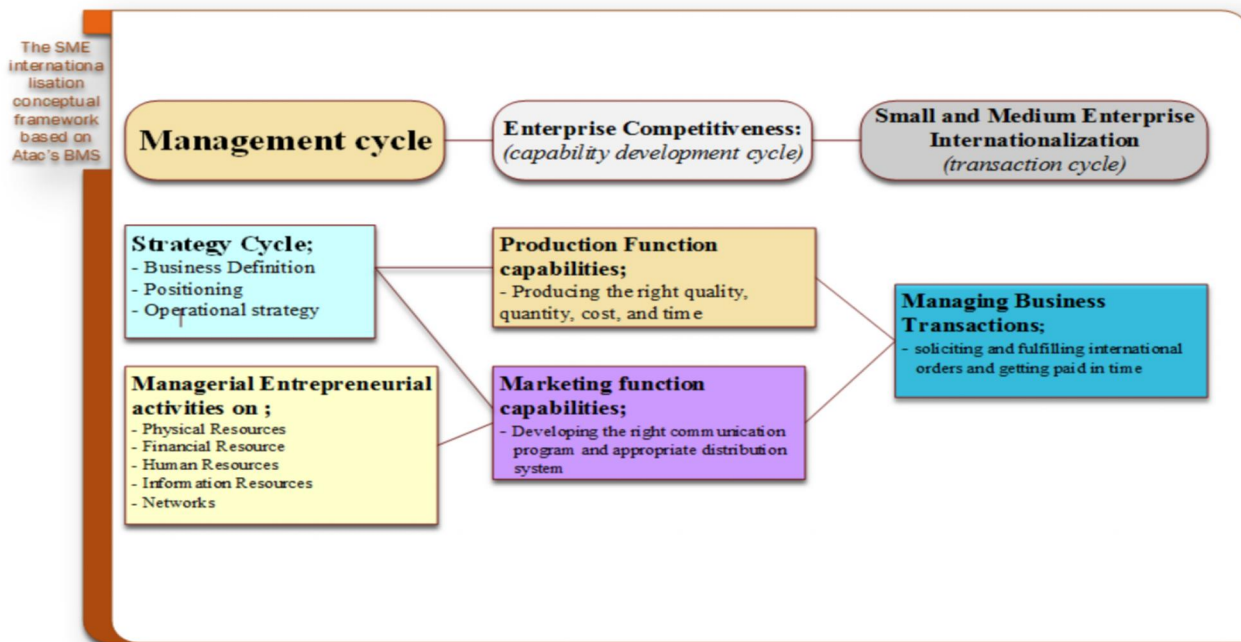 The SME
internationa
lisation
conceptual
framework
based on
Atac's BMS
Management cycle
Enterprise Competitiveness:
(capability development cycle)
Small and Medium Enterprise
Internationalization
(transaction cycle)
Strategy Cycle;
- Business Definition
- Positioning
- Operational strategy
Production Function
capabilities;
- Producing the right quality,
quantity, cost, and time
Managing Business
Transactions;
- soliciting and fulfilling international
orders and getting paid in time
Managerial Entrepreneurial
activities on ;
- Physical Resources
- Financial Resource
- Human Resources
- Information Resources
- Networks
Marketing function
capabilities;
- Developing the right communication
program and appropriate distribution
system